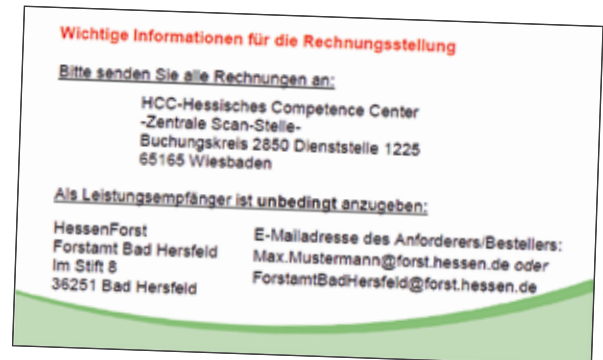 Wichtige Informationen für die Rechnungsstellung
Bitte senden Sie alle Rechnungen an:
HCC-Hessisches Competence Center
-Zentrale Scan-Stelle-
Buchungskreis 2850 Dienststelle 1225
65165 Wiesbaden
Als Leistungsempfänger ist unbedingt anzugeben:
HessenForst
Forstamt Bad Hersfeld
Im Stift 8
36251 Bad Hersfeld
E-Mailadresse des Anforderers/Bestellers:
Max.Mustermann@forst.hessen.de oder
ForstamtBadHersfeld@forst.hessen.de